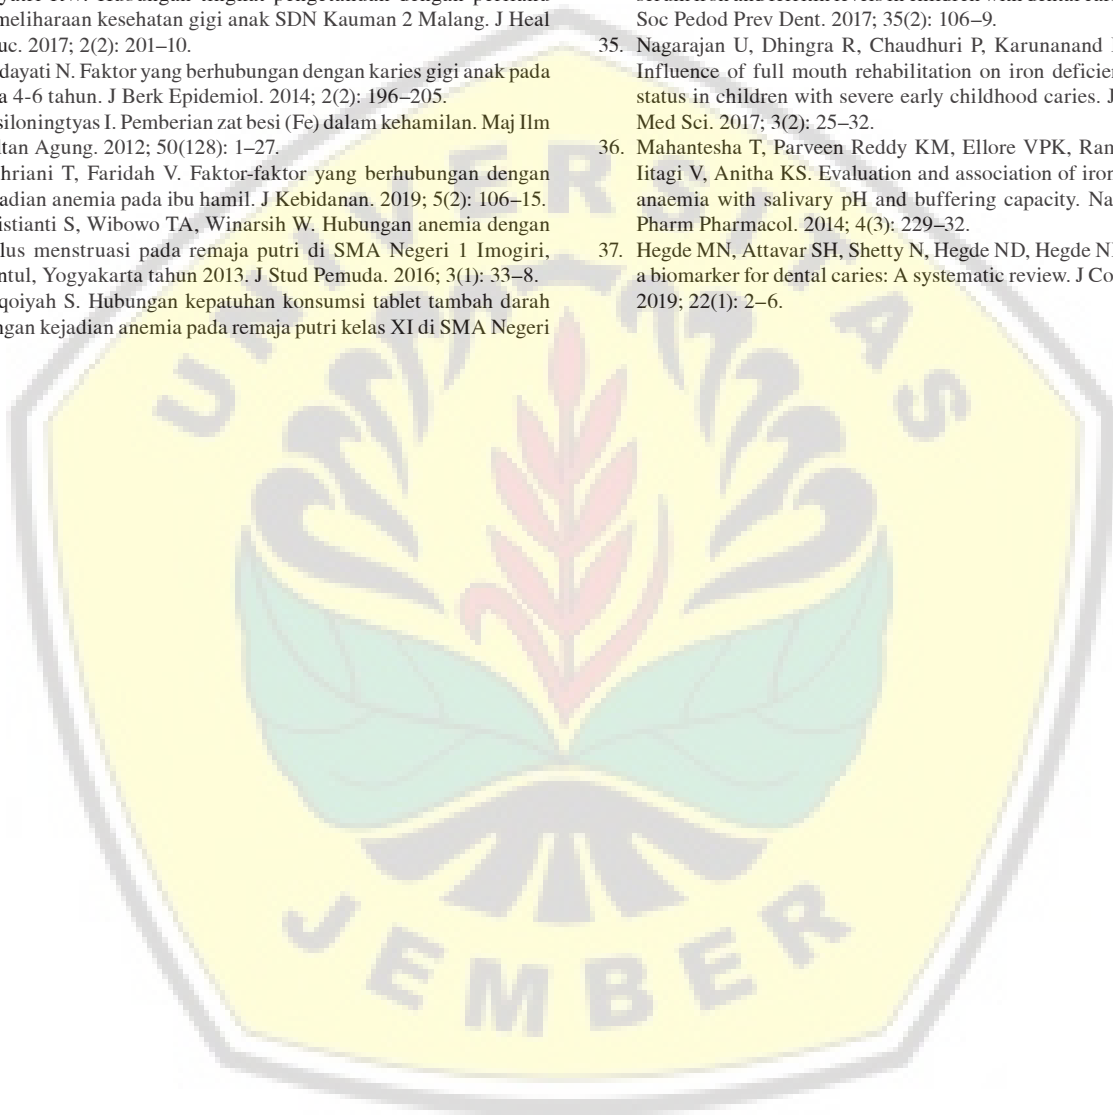 meliharaan kesehatan gigi anak SDN Kauman 2 Malang. J Heal
uc. 2017; 2(2): 201–10.
dayati N. Faktor yang berhubungan dengan karies gigi anak pada
a 4-6 tahun. J Berk Epidemiol. 2014; 2(2): 196–205.
siloningtyas I. Pemberian zat besi (Fe) dalam kehamilan. Maj Ilm
ltan Agung. 2012; 50(128): 1–27.
hriani T, Faridah V. Faktor-faktor yang berhubungan dengan
adian anemia pada ibu hamil. J Kebidanan. 2019; 5(2): 106–15.
istianti S, Wibowo TA, Winarsih W. Hubungan anemia dengan
lus menstruasi pada remaja putri di SMA Negeri 1 Imogiri,
ntul, Yogyakarta tahun 2013. J Stud Pemuda. 2016; 3(1): 33–8.
qoiyah S. Hubungan kepatuhan konsumsi tablet tambah darah
ngan kejadian anemia pada remaja putri kelas XI di SMA Negeri
Soc Pedod Prev Dent. 2017; 35(2): 106–9.
35. Nagarajan U, Dhingra R, Chaudhuri P, Karunanand
Influence of full mouth rehabilitation on iron deficien
status in children with severe early childhood caries. J
Med Sci. 2017; 3(2): 25–32.
36. Mahantesha T, Parveen Reddy KM, Ellore VPK, Ram
Iitagi V, Anitha KS. Evaluation and association of iron
anaemia with salivary pH and buffering capacity. Na
Pharm Pharmacol. 2014; 4(3): 229–32.
37. Hegde MN, Attavar SH, Shetty N, Hegde ND, Hegde N
a biomarker for dental caries: A systematic review. J Co
2019; 22(1): 2–6.
UNIVERSITAS
JEMBER